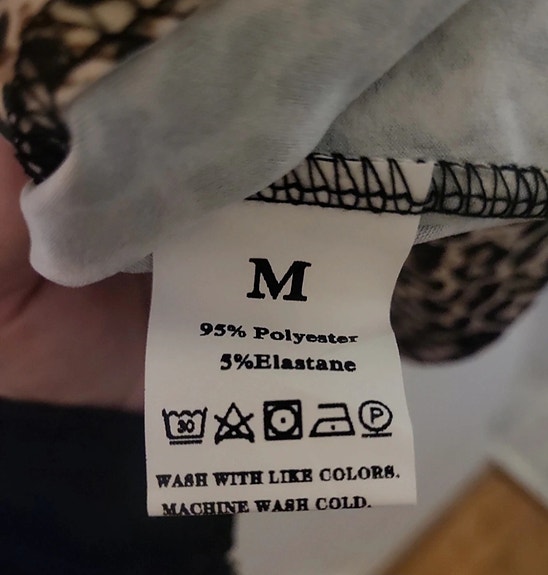 M
95% Polyester
5%Elastane
30 P
WASH WITH LIKE COLORS.
MACHINE WASH COLD.